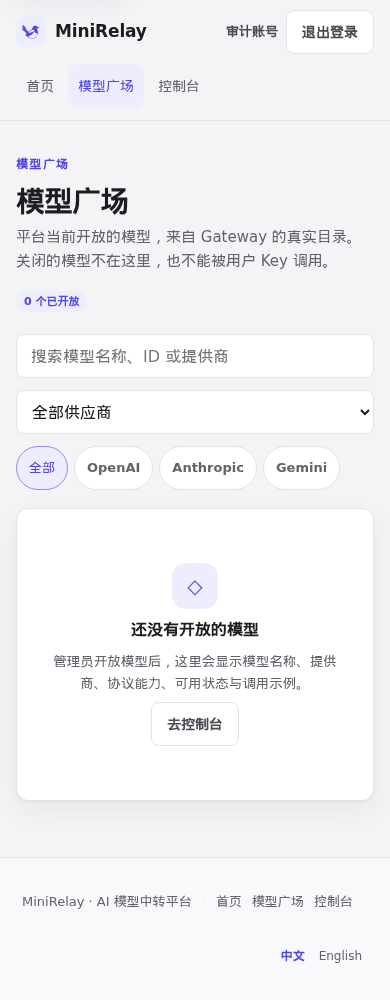 MiniRelay
审计账号
退出登录
首页
模型广场
控制台
模型广场
模型广场
平台当前开放的模型，来自 Gateway 的真实目录。
关闭的模型不在这里，也不能被用户 Key 调用。
0 个已开放
搜索模型名称、ID 或提供商
全部供应商
全部
OpenAI
Anthropic
Gemini
还没有开放的模型
管理员开放模型后，这里会显示模型名称、提供
商、协议能力、可用状态与调用示例。
去控制台
MiniRelay · AI 模型中转平台 · 首页 模型广场 控制台
中文 English